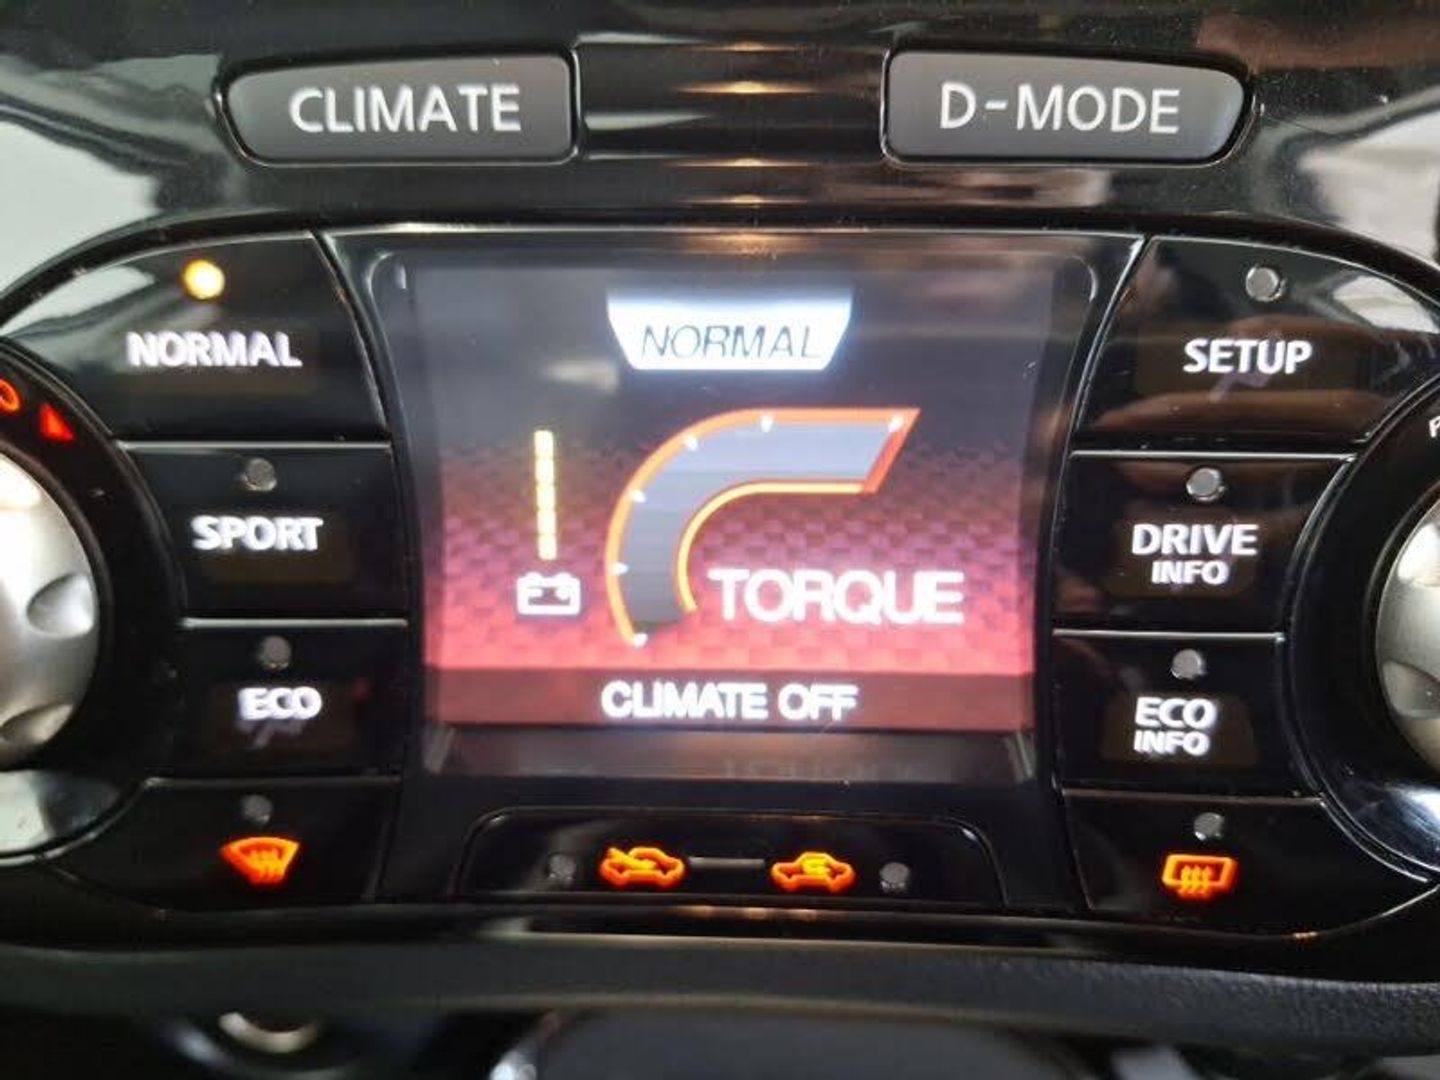 CLIMATE
D-MODE
NORMAL
NORMAL
SETUP
SPORT
DRIVE
INFO
TORQUE
ECO
CLIMATE OFF
ECO
INFO